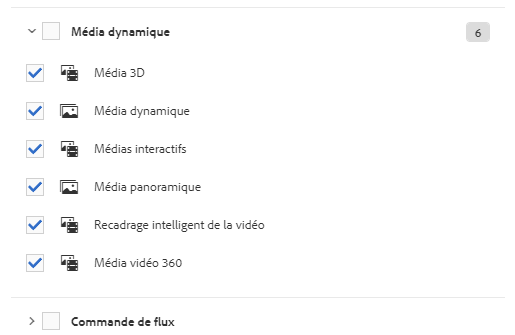 Média dynamique
6
Média 3D
Média dynamique
Médias interactifs
Média panoramique
Recadrage intelligent de la vidéo
Média vidéo 360
Commande de flux